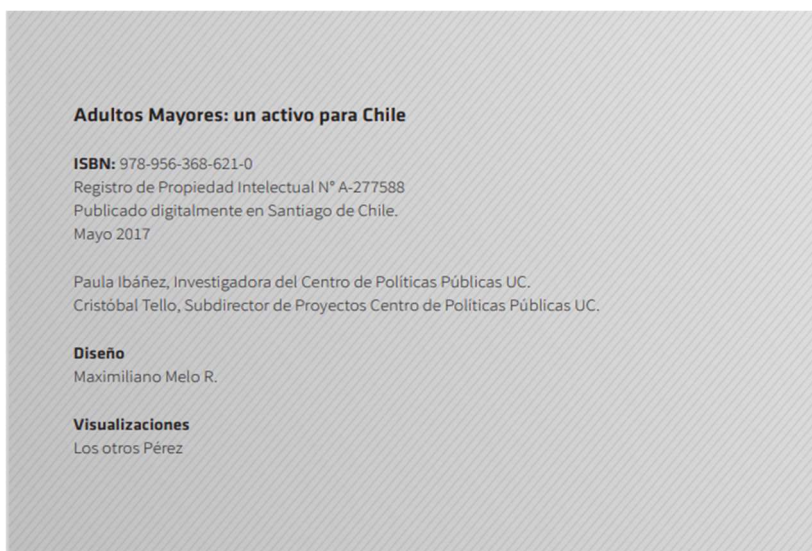 Adultos Mayores: un activo para Chile
ISBN: 978-956-368-621-0
Registro de Propiedad Intelectual N° A-277588
Publicado digitalmente en Santiago de Chile.
Mayo 2017
Paula Ibáñez, Investigadora del Centro de Políticas Públicas UC.
Cristóbal Tello, Subdirector de Proyectos Centro de Políticas Públicas UC.
Diseño
Maximiliano Melo R.
Visualizaciones
Los otros Pérez